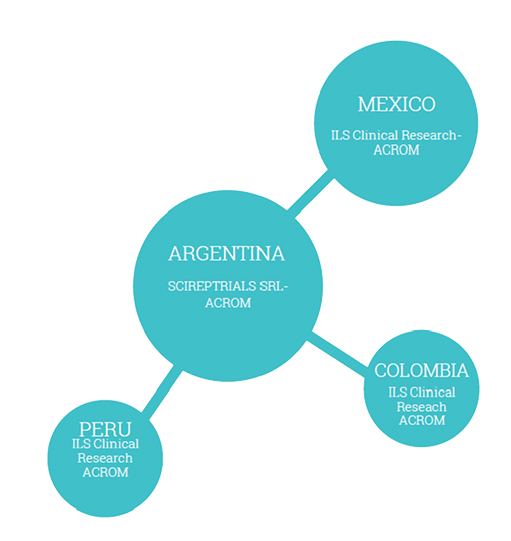 MEXICO
ILS Clinical Research-
ACROM
ARGENTINA
SCIREPTRIALS SRL-
ACROM
COLOMBIA
ILS Clinical
Reseach
ACROM
PERU
ILS Clinical
Research
ACROM